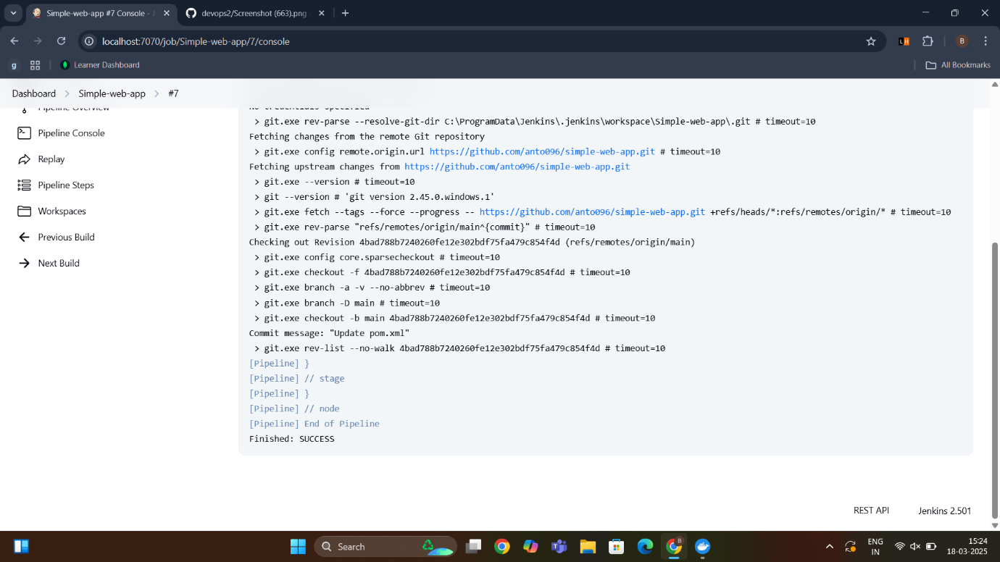 Simple-web-app #7 Console - J
devops2/Screenshot (663).png
localhost:7070/job/Simple-web-app/7/console
LH
B
g
Learner Dashboard
All Bookmarks
Dashboard > Simple-web-app > #7
Pipeline Overview
Pipeline Console
Replay
Pipeline Steps
Workspaces
Previous Build
Next Build
No credentials specified
> git.exe rev-parse --resolve-git-dir C:\ProgramData\Jenkins\.jenkins\workspace\Simple-web-app\.git # timeout=10
Fetching changes from the remote Git repository
> git.exe config remote.origin.url https://github.com/anto096/simple-web-app.git # timeout=10
Fetching upstream changes from https://github.com/anto096/simple-web-app.git
> git.exe --version # timeout=10
> git --version # 'git version 2.45.0.windows.1'
> git.exe fetch --tags --force --progress -- https://github.com/anto096/simple-web-app.git +refs/heads/*:refs/remotes/origin/* # timeout=10
> git.exe rev-parse "refs/remotes/origin/main^{commit}" # timeout=10
Checking out Revision 4bad788b7240260fe12e302bdf75fa479c854f4d (refs/remotes/origin/main)
> git.exe config core.sparsecheckout # timeout=10
> git.exe checkout -f 4bad788b7240260fe12e302bdf75fa479c854f4d # timeout=10
> git.exe branch -a -v --no-abbrev # timeout=10
> git.exe branch -D main # timeout=10
> git.exe checkout -b main 4bad788b7240260fe12e302bdf75fa479c854f4d # timeout=10
Commit message: "Update pom.xml"
> git.exe rev-list --no-walk 4bad788b7240260fe12e302bdf75fa479c854f4d # timeout=10
[Pipeline] }
[Pipeline] // stage
[Pipeline] }
[Pipeline] // node
[Pipeline] End of Pipeline
Finished: SUCCESS
REST API
Jenkins 2.501
Search
ENG
IN
15:24
18-03-2025